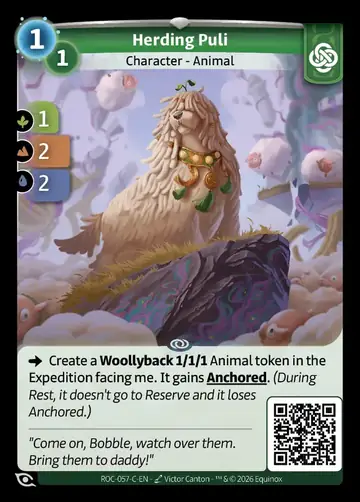 1
Herding Puli
1
Character - Animal
1
2
2
➔ Create a Woollyback 1/1/1 Animal token in the
Expedition facing me. It gains Anchored. (During
Rest, it doesn't go to Reserve and it loses
Anchored.)
"Come on, Bobble, watch over them.
Bring them to daddy!"
ROC-057-C-EN - Victor Canton - ™ & © 2026 Equinox